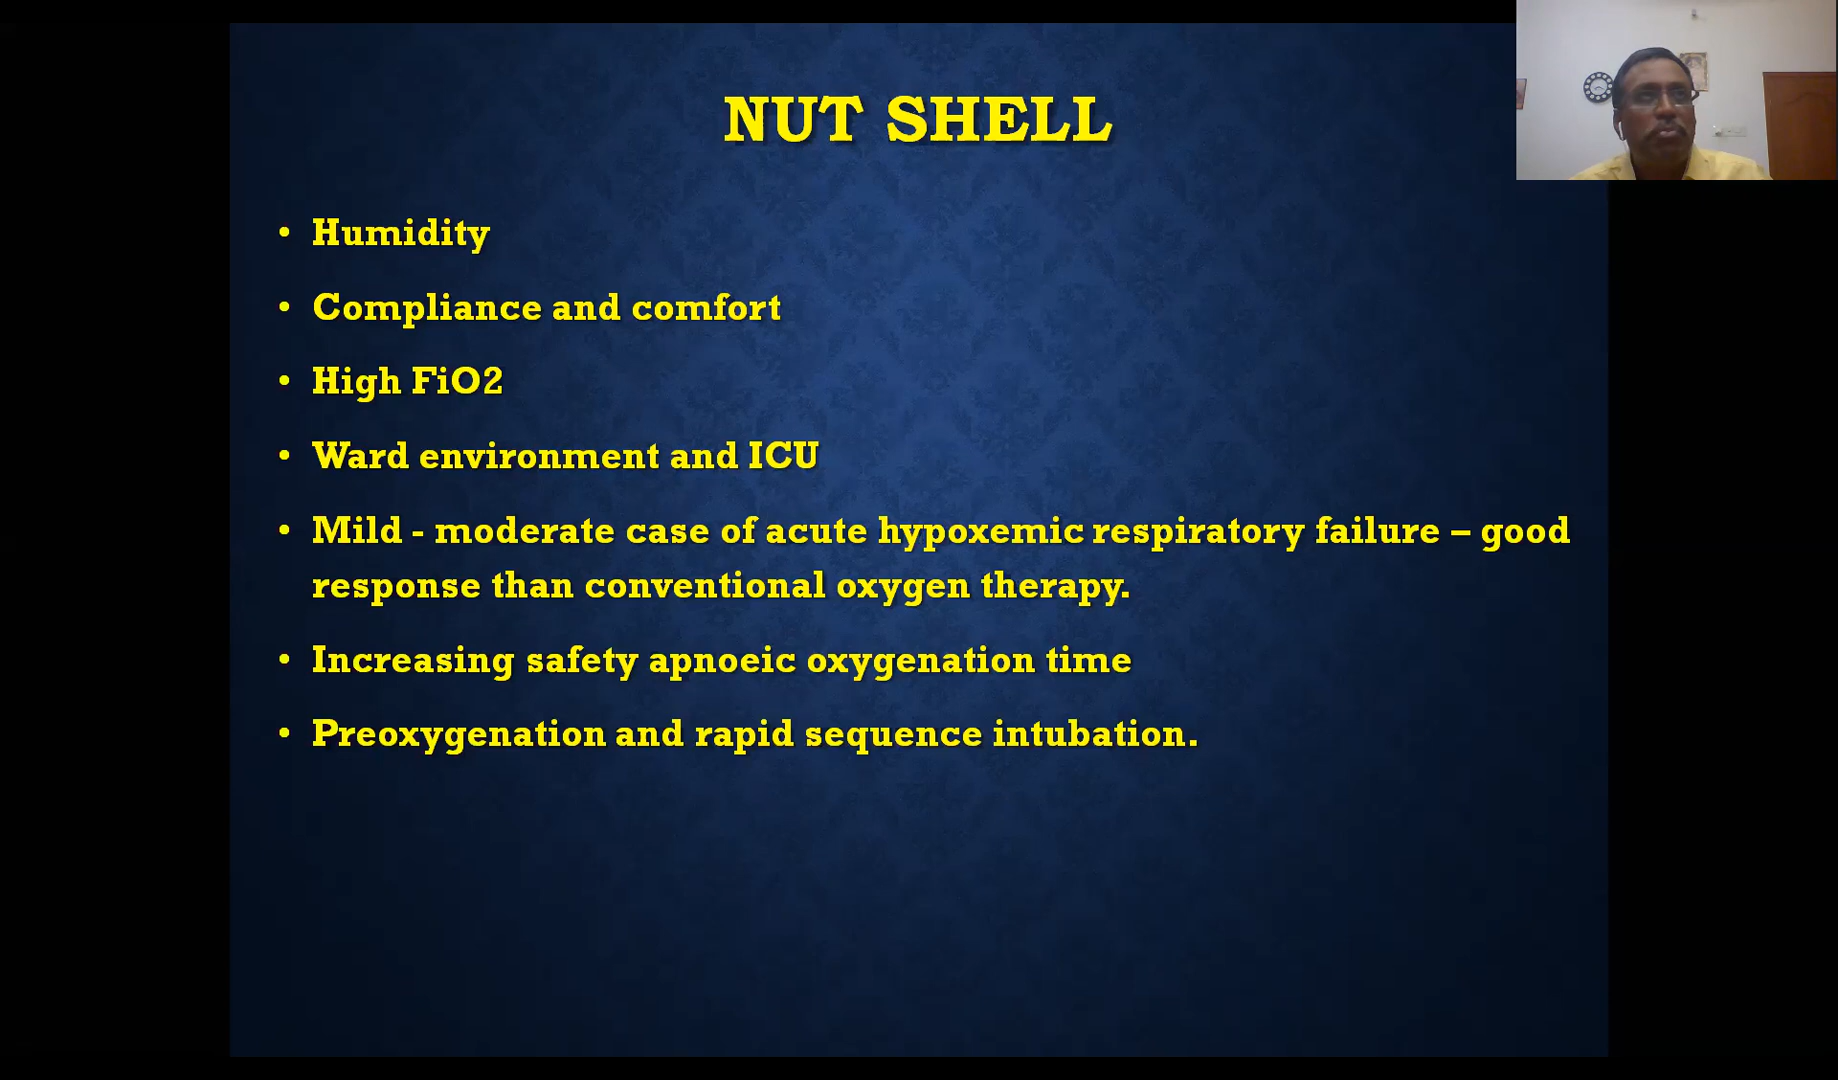 NUT SHELL
• Humidity
• Compliance and comfort
• High FiO2
• Ward environment and ICU
• Mild - moderate case of acute hypoxemic respiratory failure – good
response than conventional oxygen therapy.
• Increasing safety apnoeic oxygenation time
• Preoxygenation and rapid sequence intubation.